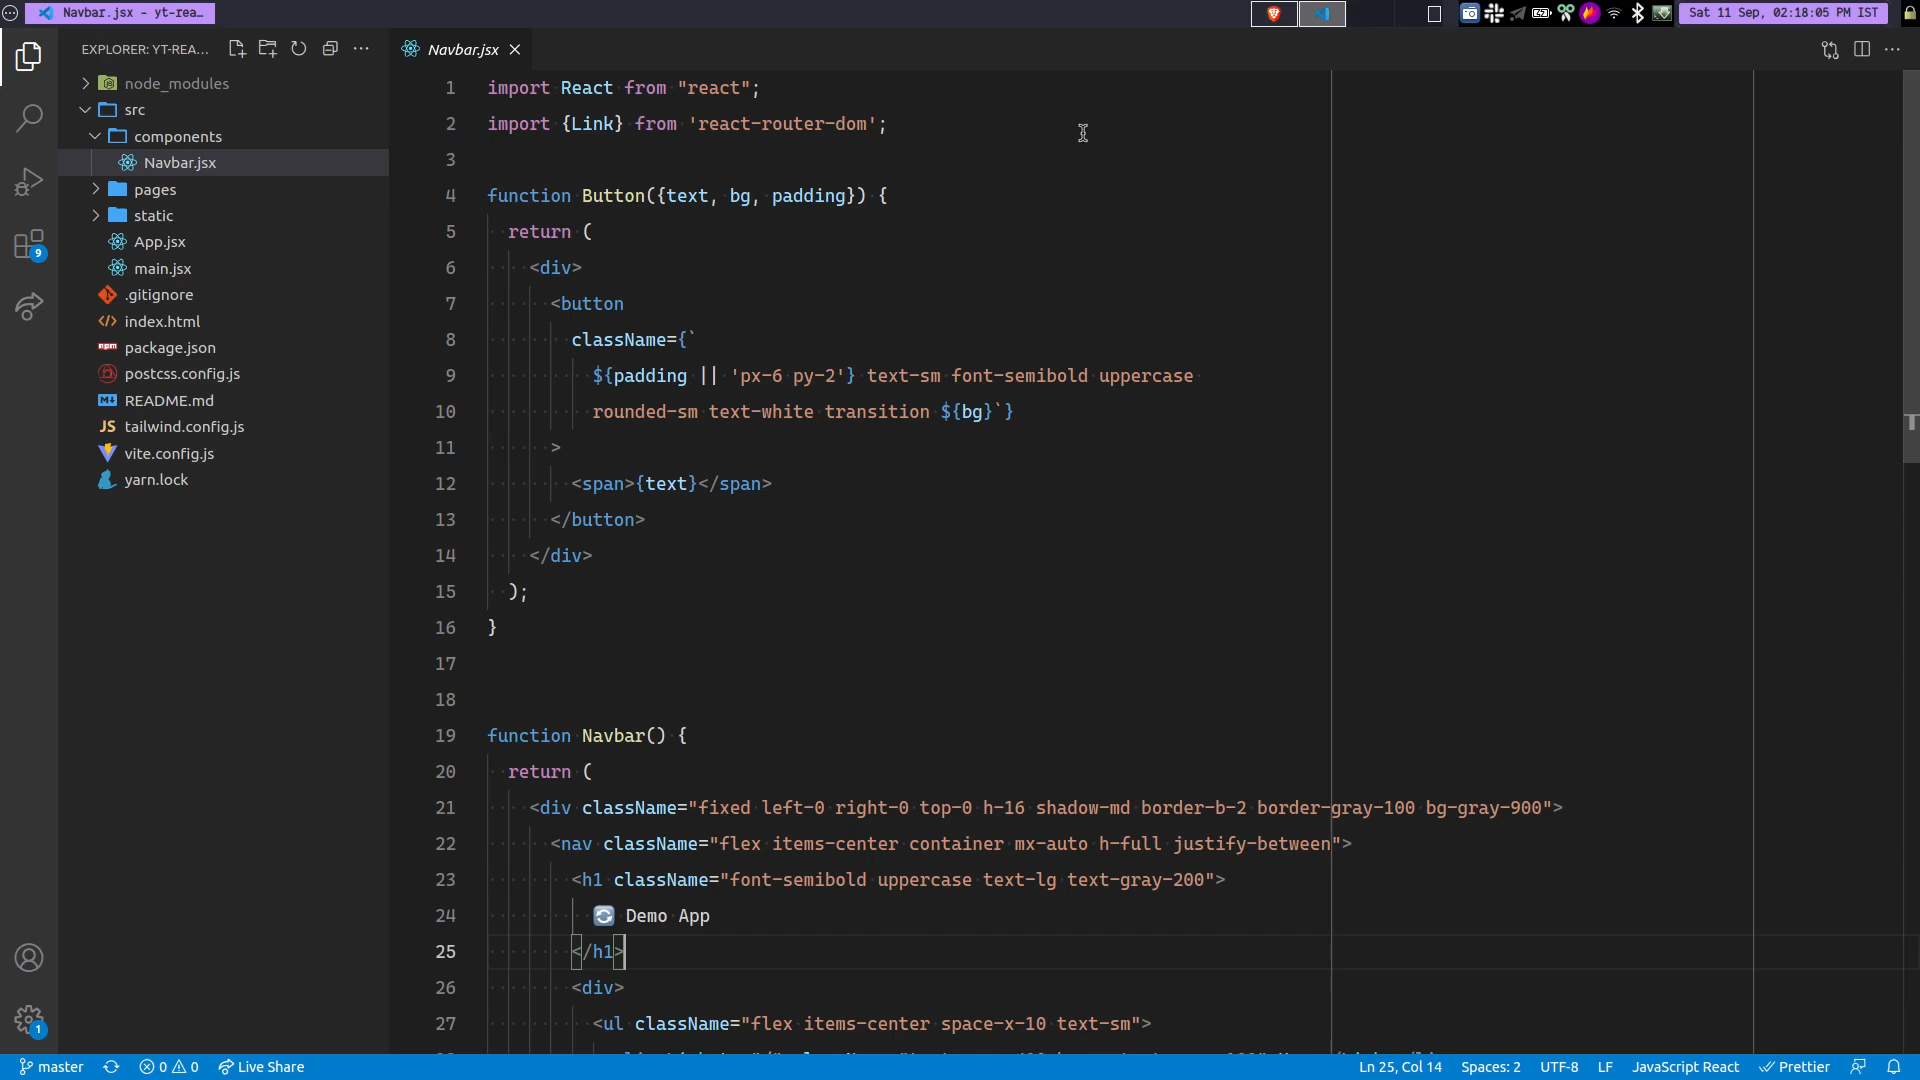 Navbar.jsx - yt-rea…
Sat 11 Sep, 02:18:05 PM IST
EXPLORER: YT-REA...
Navbar.jsx
node_modules
src
components
Navbar.jsx
pages
static
App.jsx
main.jsx
.gitignore
index.html
package.json
postcss.config.js
README.md
JS tailwind.config.js
vite.config.js
yarn.lock
9
1
1 import React from "react";
2 import {Link} from 'react-router-dom';
3
4 function Button({text, bg, padding}) {
5 return (
6 <div>
7 <button
8 className={`
9 ${padding || 'px-6 py-2'} text-sm font-semibold uppercase
10 rounded-sm text-white transition ${bg}`}
11 >
12 <span>{text}</span>
13 </button>
14 </div>
15 );
16 }
17
18
19 function Navbar() {
20 return (
21 <div className="fixed left-0 right-0 top-0 h-16 shadow-md border-b-2 border-gray-100 bg-gray-900">
22 <nav className="flex items-center container mx-auto h-full justify-between">
23 <h1 className="font-semibold uppercase text-lg text-gray-200">
24 🔄 Demo App
25 </h1>
26 <div>
27 <ul className="flex items-center space-x-10 text-sm">
master
0 0
Live Share
Ln 25, Col 14
Spaces: 2
UTF-8
LF
JavaScript React
Prettier